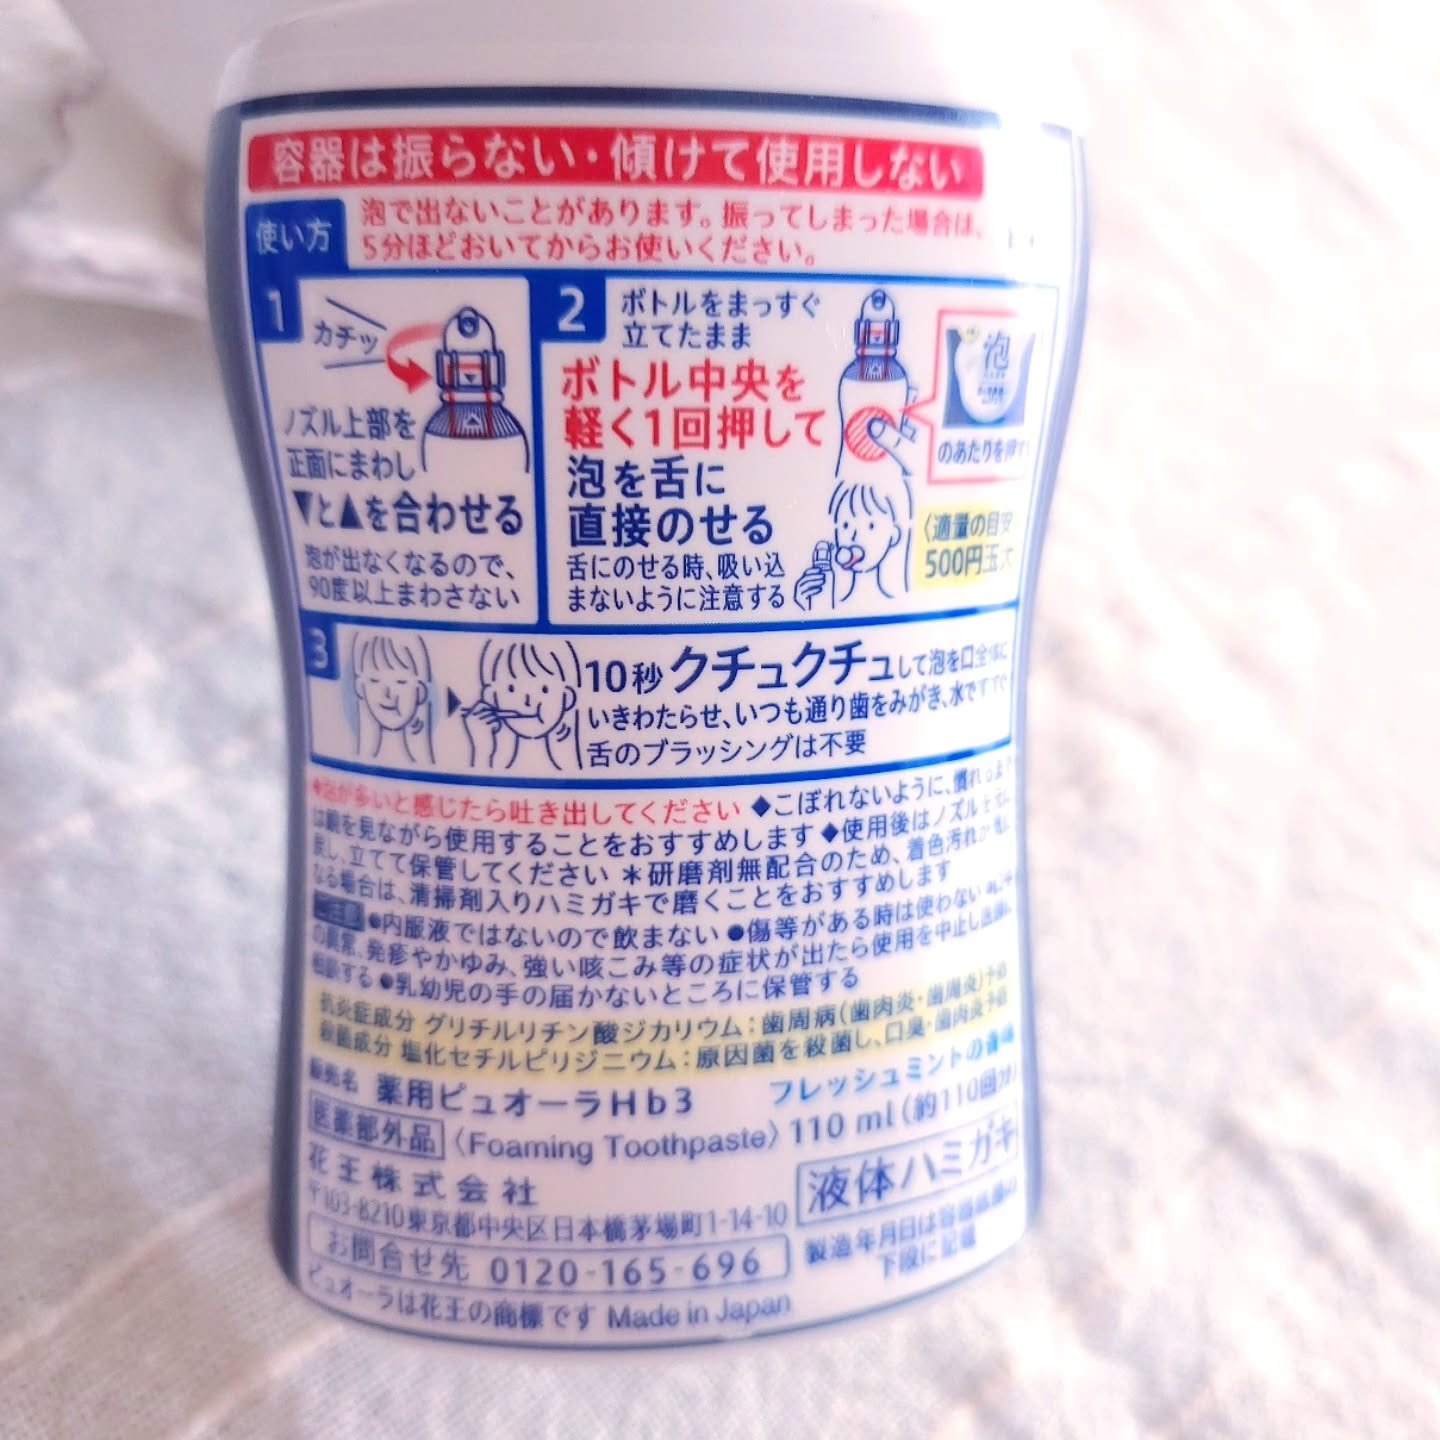 容器は振らない・傾けて使用しない
使い方
泡で出ないことがあります。振ってしまった場合は、
5分ほどおいてからお使いください。
1
カチッ
ノズル上部を
正面にまわし
▼と▲を合わせる
泡が出なくなるので、
90度以上まわさない
2
ボトルをまっすぐ
立てたまま
ボトル中央を
軽く1回押して
泡を舌に
直接のせる
舌にのせる時、吸い込
まないように注意する
泡
のあたりを押す
〈適量の目安
500円玉大
3
10秒クチュクチュして泡を口全体に
いきわたらせ、いつも通り歯をみがき、水ですすぐ
舌のブラッシングは不要
◆泡が多いと感じたら吐き出してください ◆こぼれないように、慣れるまで
は鏡を見ながら使用することをおすすめします ◆使用後はノズルを元に
戻し、立てて保管してください ＊研磨剤無配合のため、着色汚れが気に
なる場合は、清掃剤入りハミガキで磨くことをおすすめします
ご注意 ●内服液ではないので飲まない ●傷等がある時は使わない
の異常、発疹やかゆみ、強い咳こみ等の症状が出たら使用を中止し
相談する ●乳幼児の手の届かないところに保管する
抗炎症成分 グリチルリチン酸ジカリウム：歯周病（歯肉炎・歯周炎）予防
殺菌成分 塩化セチルピリジニウム：原因菌を殺菌し、口臭・歯肉炎予防
販売名 薬用ピュオーラHb3 フレッシュミントの香味
医薬部外品 〈Foaming Toothpaste〉 110 ml（約110回分）
花王株式会社
液体ハミガキ
〒103-8210東京都中央区日本橋茅場町1-14-10
お問合せ先 0120-165-696
製造年月日は容器底部の
下段に記載
ピュオーラは花王の商標です Made in Japan